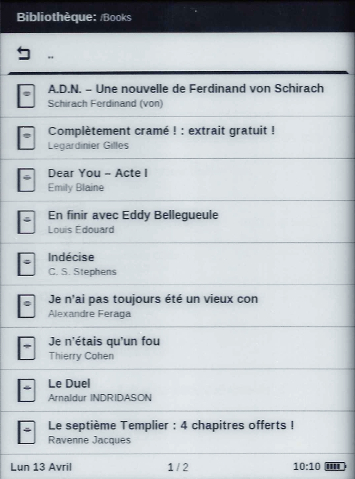 Bibliothèque: /Books
..
A.D.N. – Une nouvelle de Ferdinand von Schirach
Schirach Ferdinand (von)
Complètement cramé ! : extrait gratuit !
Legardinier Gilles
Dear You – Acte I
Emily Blaine
En finir avec Eddy Bellegueule
Louis Edouard
Indécise
C. S. Stephens
Je n'ai pas toujours été un vieux con
Alexandre Feraga
Je n'étais qu'un fou
Thierry Cohen
Le Duel
Arnaldur INDRIDASON
Le septième Templier : 4 chapitres offerts !
Ravenne Jacques
Lun 13 Avril 1 / 2 10:10